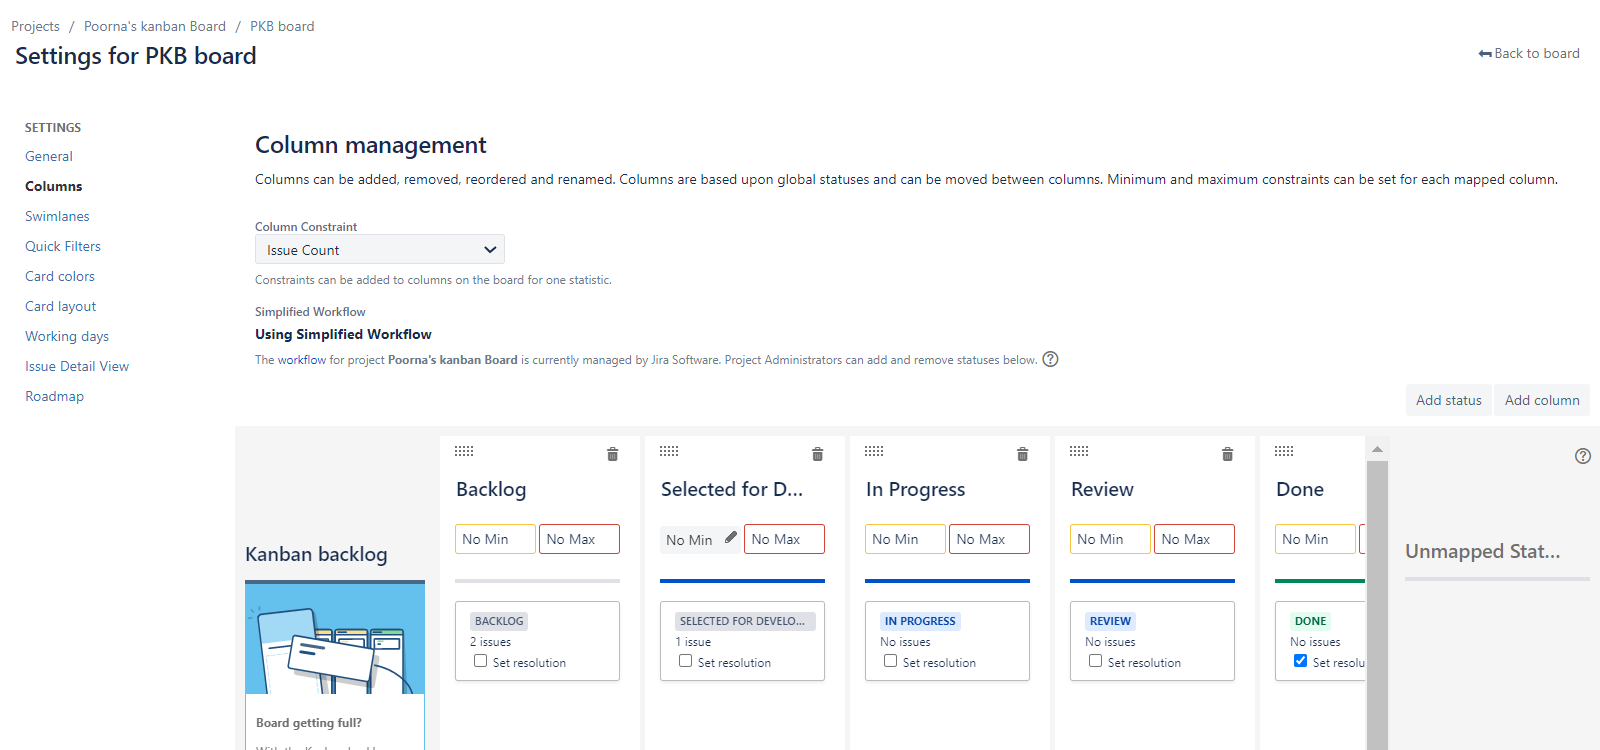 Projects / Poorna's kanban Board / PKB board
Settings for PKB board
Back to board
SETTINGS
General
Columns
Swimlanes
Quick Filters
Card colors
Card layout
Working days
Issue Detail View
Roadmap
Column management
Columns can be added, removed, reordered and renamed. Columns are based upon global statuses and can be moved between columns. Minimum and maximum constraints can be set for each mapped column.
Column Constraint
Issue Count
Constraints can be added to columns on the board for one statistic.
Simplified Workflow
Using Simplified Workflow
The workflow for project Poorna's kanban Board is currently managed by Jira Software. Project Administrators can add and remove statuses below. ?
Add status Add column
Kanban backlog
Board getting full?
Backlog
No Min No Max
BACKLOG
2 issues
Set resolution
Selected for D...
No Min No Max
SELECTED FOR DEVELO...
1 issue
Set resolution
In Progress
No Min No Max
IN PROGRESS
No issues
Set resolution
Review
No Min No Max
REVIEW
No issues
Set resolution
Done
No Min
DONE
No issues
Set resolu
?
Unmapped Stat...